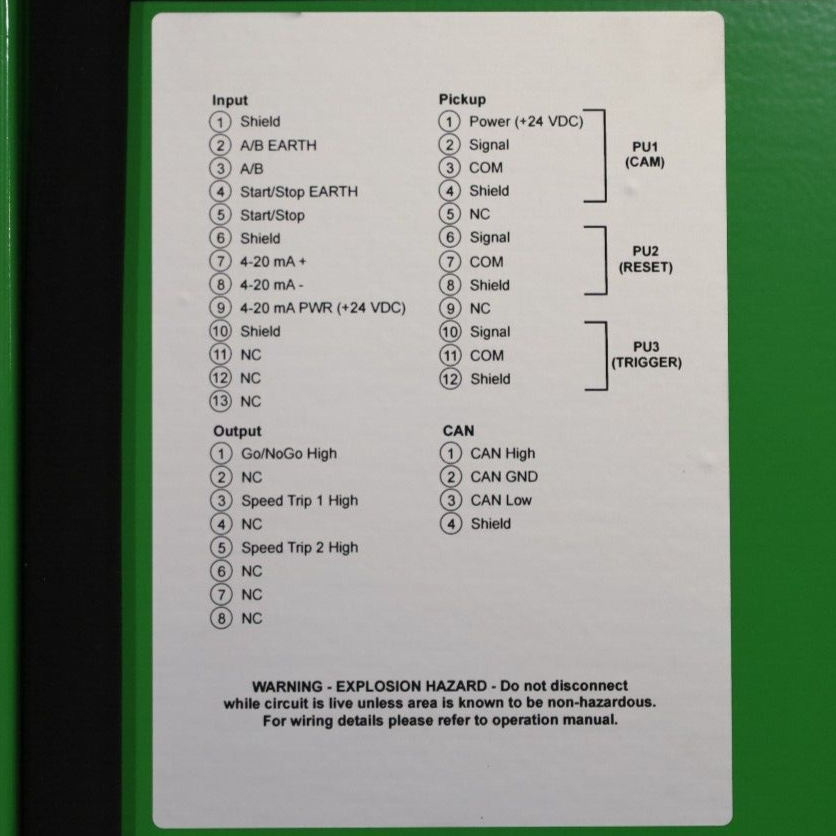 Input
1 Shield
2 A/B EARTH
3 A/B
4 Start/Stop EARTH
5 Start/Stop
6 Shield
7 4-20 mA +
8 4-20 mA -
9 4-20 mA PWR (+24 VDC)
10 Shield
11 NC
12 NC
13 NC
Pickup
1 Power (+24 VDC)
2 Signal
3 COM
4 Shield
5 NC
6 Signal
7 COM
8 Shield
9 NC
10 Signal
11 COM
12 Shield
PU1
(CAM)
PU2
(RESET)
PU3
(TRIGGER)
Output
1 Go/NoGo High
2 NC
3 Speed Trip 1 High
4 NC
5 Speed Trip 2 High
6 NC
7 NC
8 NC
CAN
1 CAN High
2 CAN GND
3 CAN Low
4 Shield
WARNING - EXPLOSION HAZARD - Do not disconnect
while circuit is live unless area is known to be non-hazardous.
For wiring details please refer to operation manual.